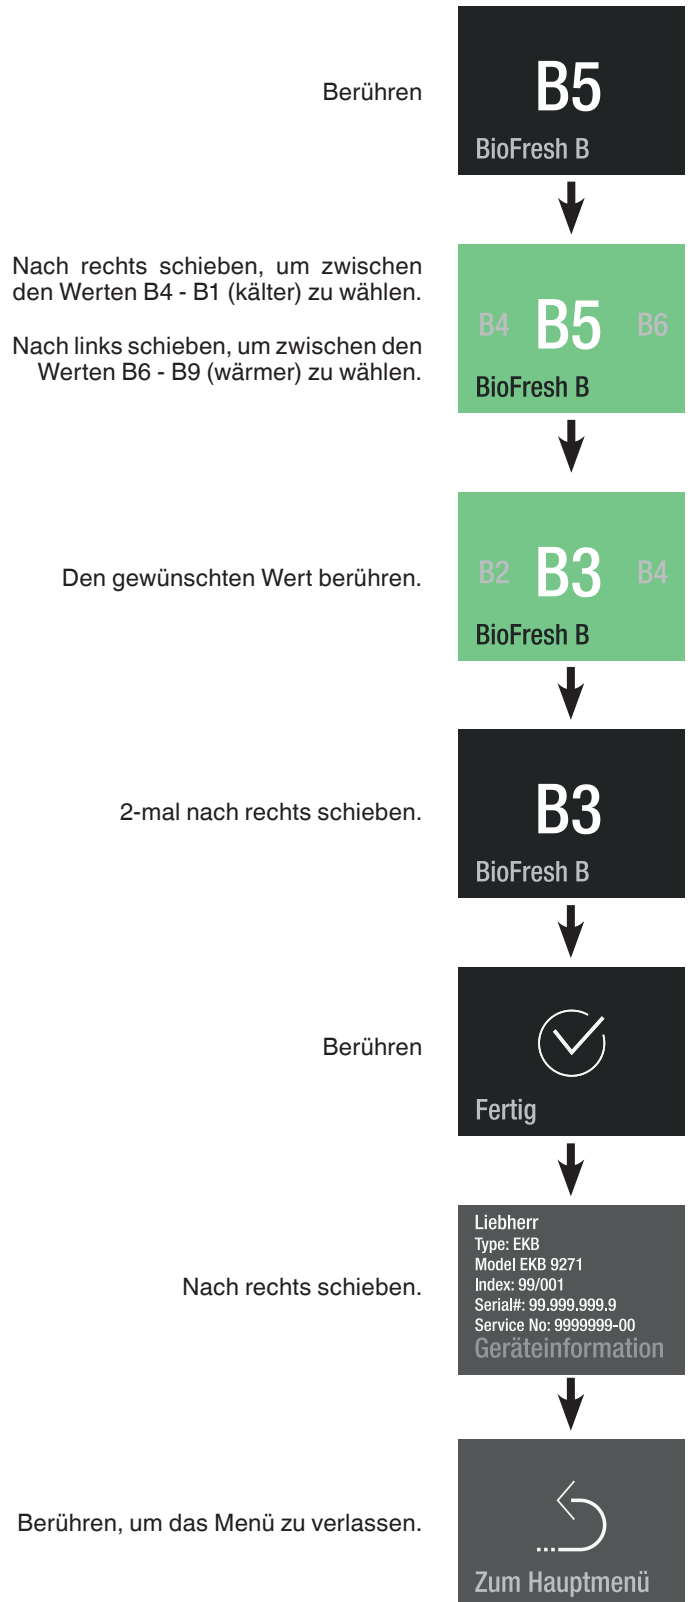 Berühren
B5
BioFresh B
Nach rechts schieben, um zwischen
den Werten B4 - B1 (kälter) zu wählen.
Nach links schieben, um zwischen den
Werten B6 - B9 (wärmer) zu wählen.
B4 B5 B6
BioFresh B
Den gewünschten Wert berühren.
B2 B3 B4
BioFresh B
2-mal nach rechts schieben.
B3
BioFresh B
Berühren
Fertig
Nach rechts schieben.
Liebherr
Type: EKB
Model EKB 9271
Index: 99/001
Serial#: 99.999.999.9
Service No: 9999999-00
Geräteinformation
Berühren, um das Menü zu verlassen.
Zum Hauptmenü